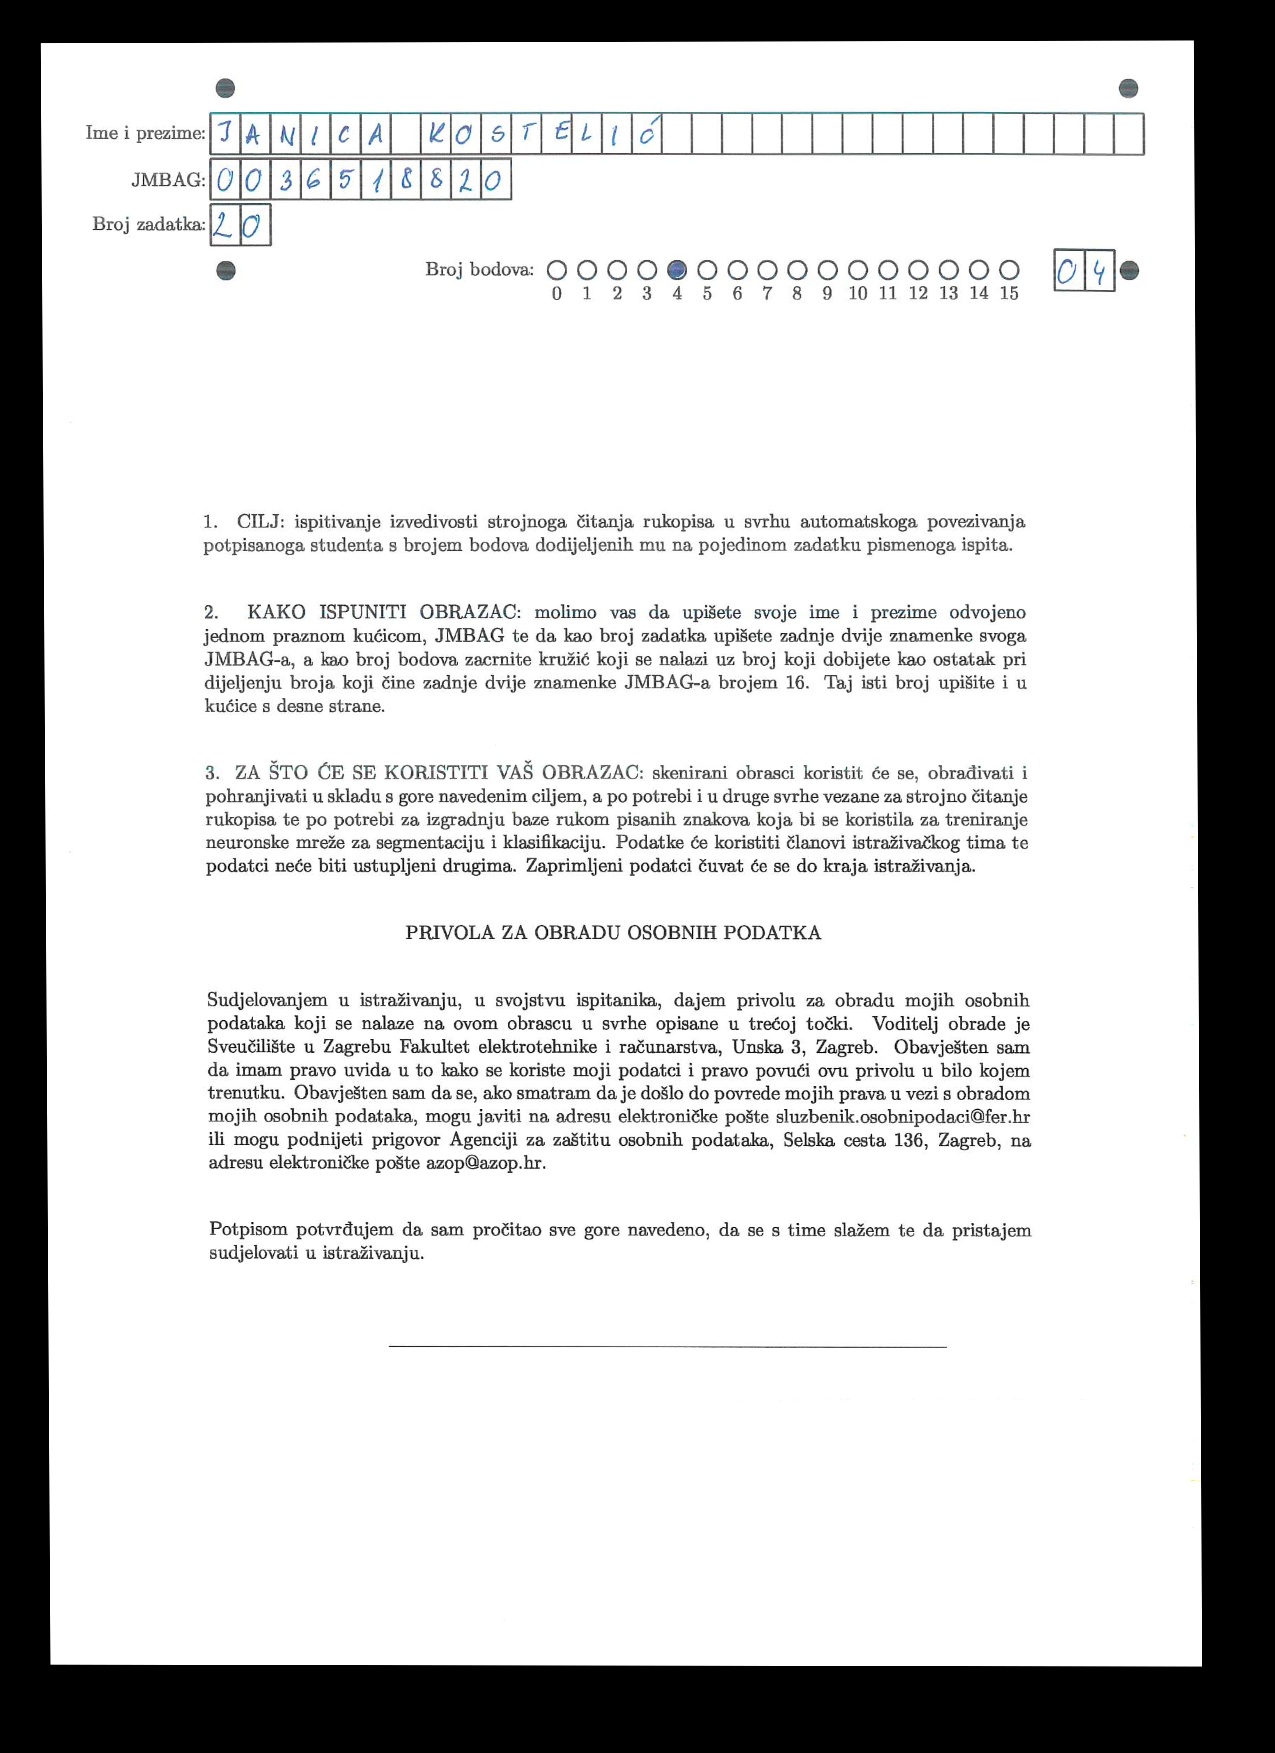 Ime i prezime: JANICA KOSTELIĆ
JMBAG: 0036518820
Broj zadatka: 20
Broj bodova: 04
0 1 2 3 4 5 6 7 8 9 10 11 12 13 14 15
1. CILJ: ispitivanje izvedivosti strojnoga čitanja rukopisa u svrhu automatskoga povezivanja
potpisanoga studenta s brojem bodova dodijeljenih mu na pojedinom zadatku pismenoga ispita.
2. KAKO ISPUNITI OBRAZAC: molimo vas da upišete svoje ime i prezime odvojeno
jednom praznom kućicom, JMBAG te da kao broj zadatka upišete zadnje dvije znamenke svoga
JMBAG-a, a kao broj bodova zacrnite kružić koji se nalazi uz broj koji dobijete kao ostatak pri
dijeljenju broja koji čine zadnje dvije znamenke JMBAG-a brojem 16. Taj isti broj upišite i u
kućice s desne strane.
3. ZA ŠTO ĆE SE KORISTITI VAŠ OBRAZAC: skenirani obrasci koristit će se, obrađivati i
pohranjivati u skladu s gore navedenim ciljem, a po potrebi i u druge svrhe vezane za strojno čitanje
rukopisa te po potrebi za izgradnju baze rukom pisanih znakova koja bi se koristila za treniranje
neuronske mreže za segmentaciju i klasifikaciju. Podatke će koristiti članovi istraživačkog tima te
podatci neće biti ustupljeni drugima. Zaprimljeni podatci čuvat će se do kraja istraživanja.
PRIVOLA ZA OBRADU OSOBNIH PODATKA
Sudjelovanjem u istraživanju, u svojstvu ispitanika, dajem privolu za obradu mojih osobnih
podataka koji se nalaze na ovom obrascu u svrhe opisane u trećoj točki. Voditelj obrade je
Sveučilište u Zagrebu Fakultet elektrotehnike i računarstva, Unska 3, Zagreb. Obavješten sam
da imam pravo uvida u to kako se koriste moji podatci i pravo povući ovu privolu u bilo kojem
trenutku. Obavješten sam da se, ako smatram da je došlo do povrede mojih prava u vezi s obradom
mojih osobnih podataka, mogu javiti na adresu elektroničke pošte sluzbenik.osobnipodaci@fer.hr
ili mogu podnijeti prigovor Agenciji za zaštitu osobnih podataka, Selska cesta 136, Zagreb, na
adresu elektroničke pošte azop@azop.hr.
Potpisom potvrđujem da sam pročitao sve gore navedeno, da se s time slažem te da pristajem
sudjelovati u istraživanju.